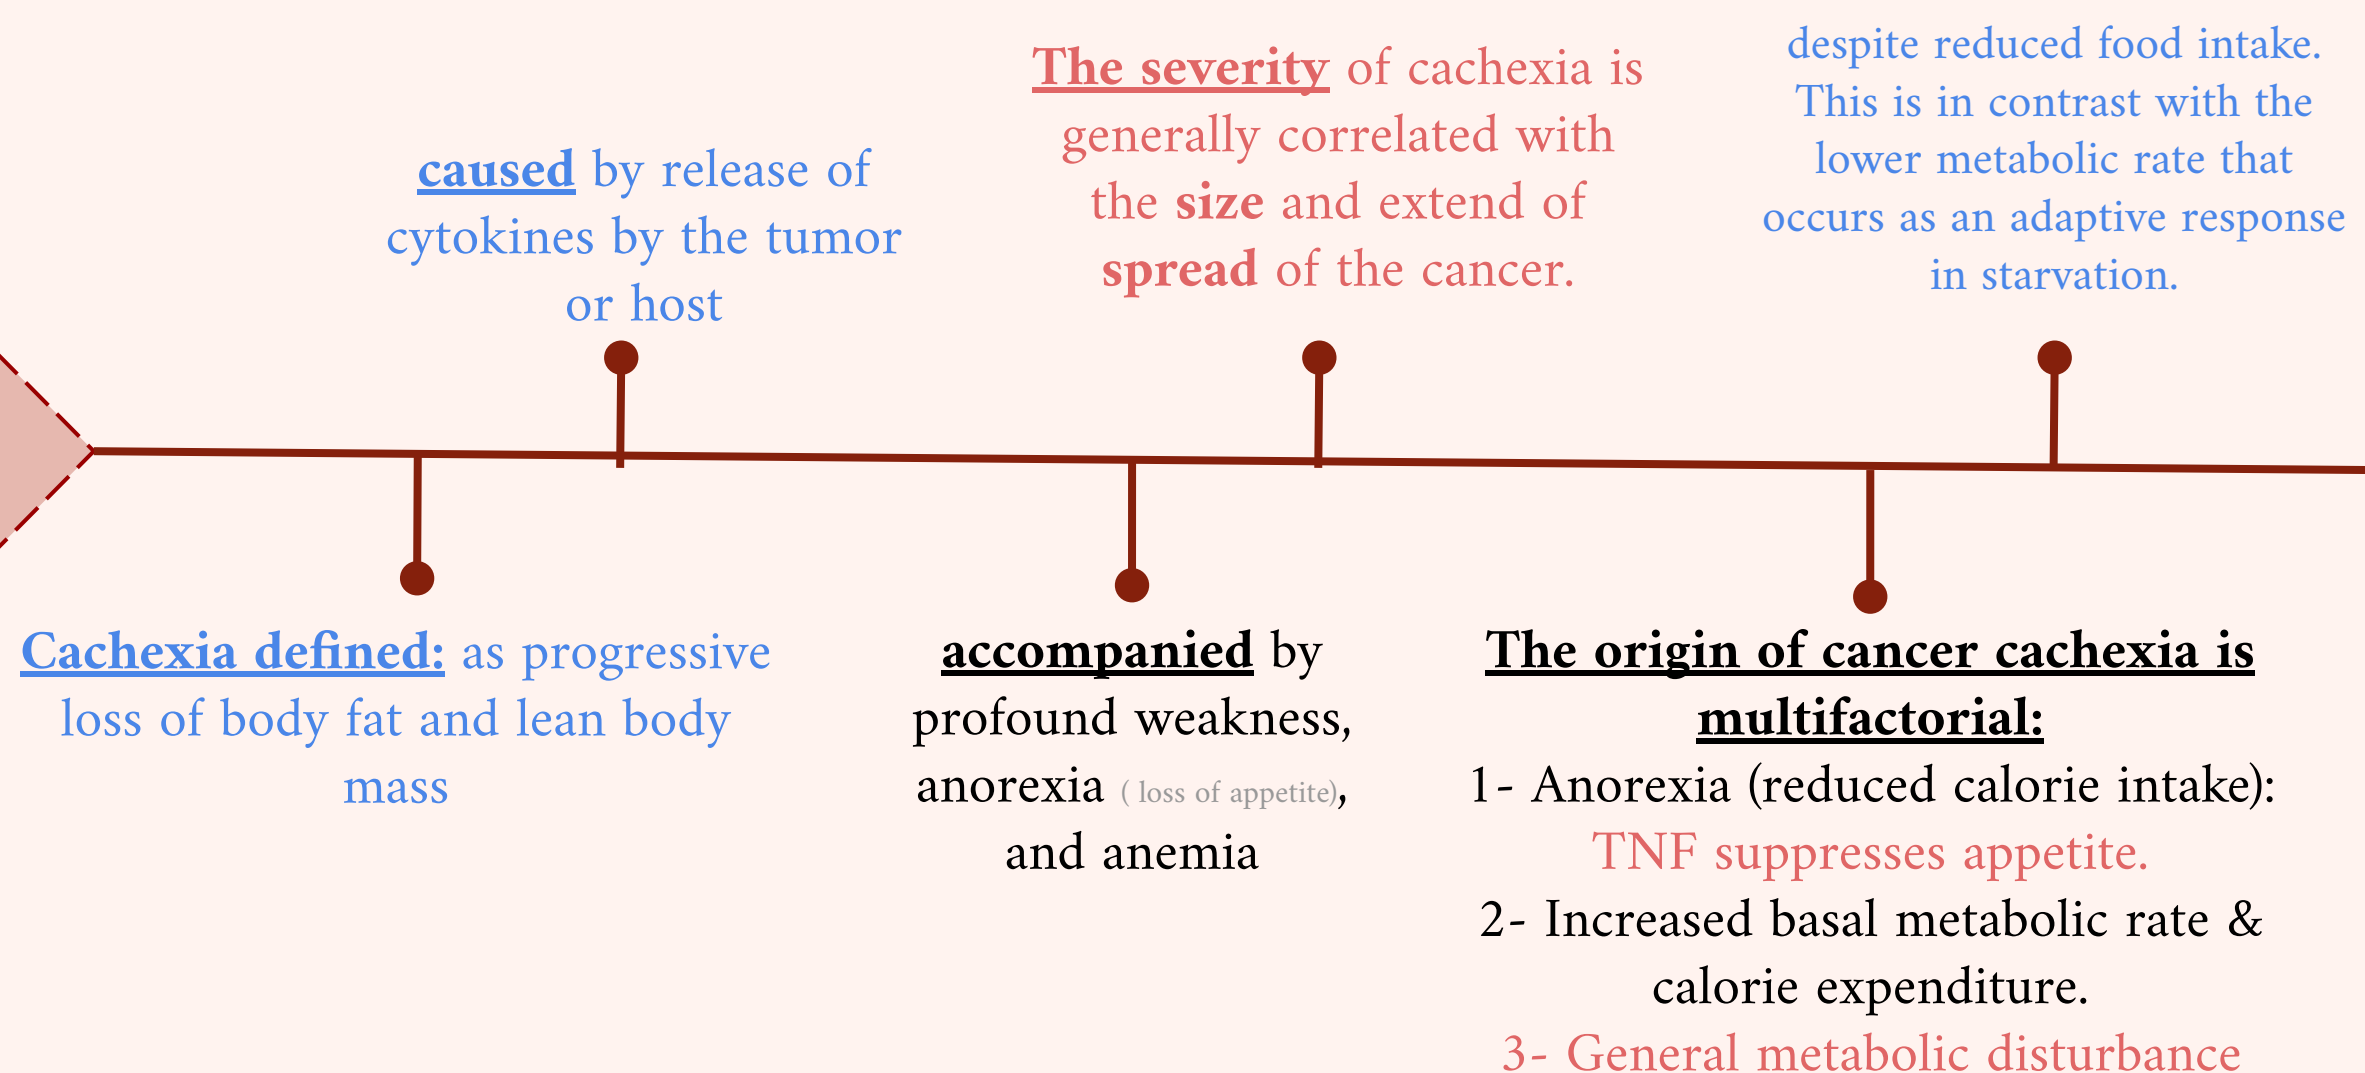 caused by release of
cytokines by the tumor
or host
The severity of cachexia is
generally correlated with
the size and extend of
spread of the cancer.
despite reduced food intake.
This is in contrast with the
lower metabolic rate that
occurs as an adaptive response
in starvation.
Cachexia defined: as progressive
loss of body fat and lean body
mass
accompanied by
profound weakness,
anorexia ( loss of appetite),
and anemia
The origin of cancer cachexia is
multifactorial:
1- Anorexia (reduced calorie intake):
TNF suppresses appetite.
2- Increased basal metabolic rate &
calorie expenditure.
3- General metabolic disturbance